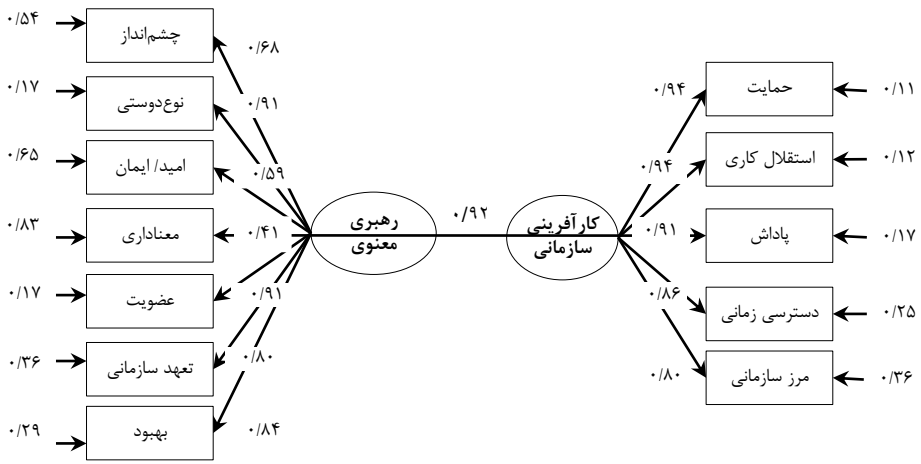 ۰/۵۴
چشم‌انداز
۰/۶۸
۰/۱۷
نوع‌دوستی
۰/۹۱
۰/۶۵
امید/ ایمان
۰/۵۹
۰/۸۳
معناداری
۰/۴۱
۰/۱۷
عضویت
۰/۹۱
۰/۳۶
تعهد سازمانی
۰/۸۰
۰/۲۹
بهبود
۰/۸۴
رهبری
معنوی
۰/۹۲
کارآفرینی
سازمانی
۰/۹۴
حمایت
۰/۱۱
۰/۹۴
استقلال کاری
۰/۱۲
۰/۹۱
پاداش
۰/۱۷
۰/۸۶
دسترسی زمانی
۰/۲۵
۰/۸۰
مرز سازمانی
۰/۳۶